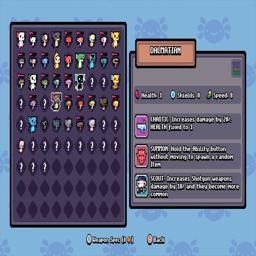 DALMATIAN
Health 1
Shields 0
Speed 0
CHAOTIC: Increases damage by 20%
HEALTH fixed to 1
SUMMON: Hold the Ability button
without moving to spawn a random
Item
SCOUT: Increases Shotgun weapons
damage by 10% and they become more
common
Weapon Spec
Back